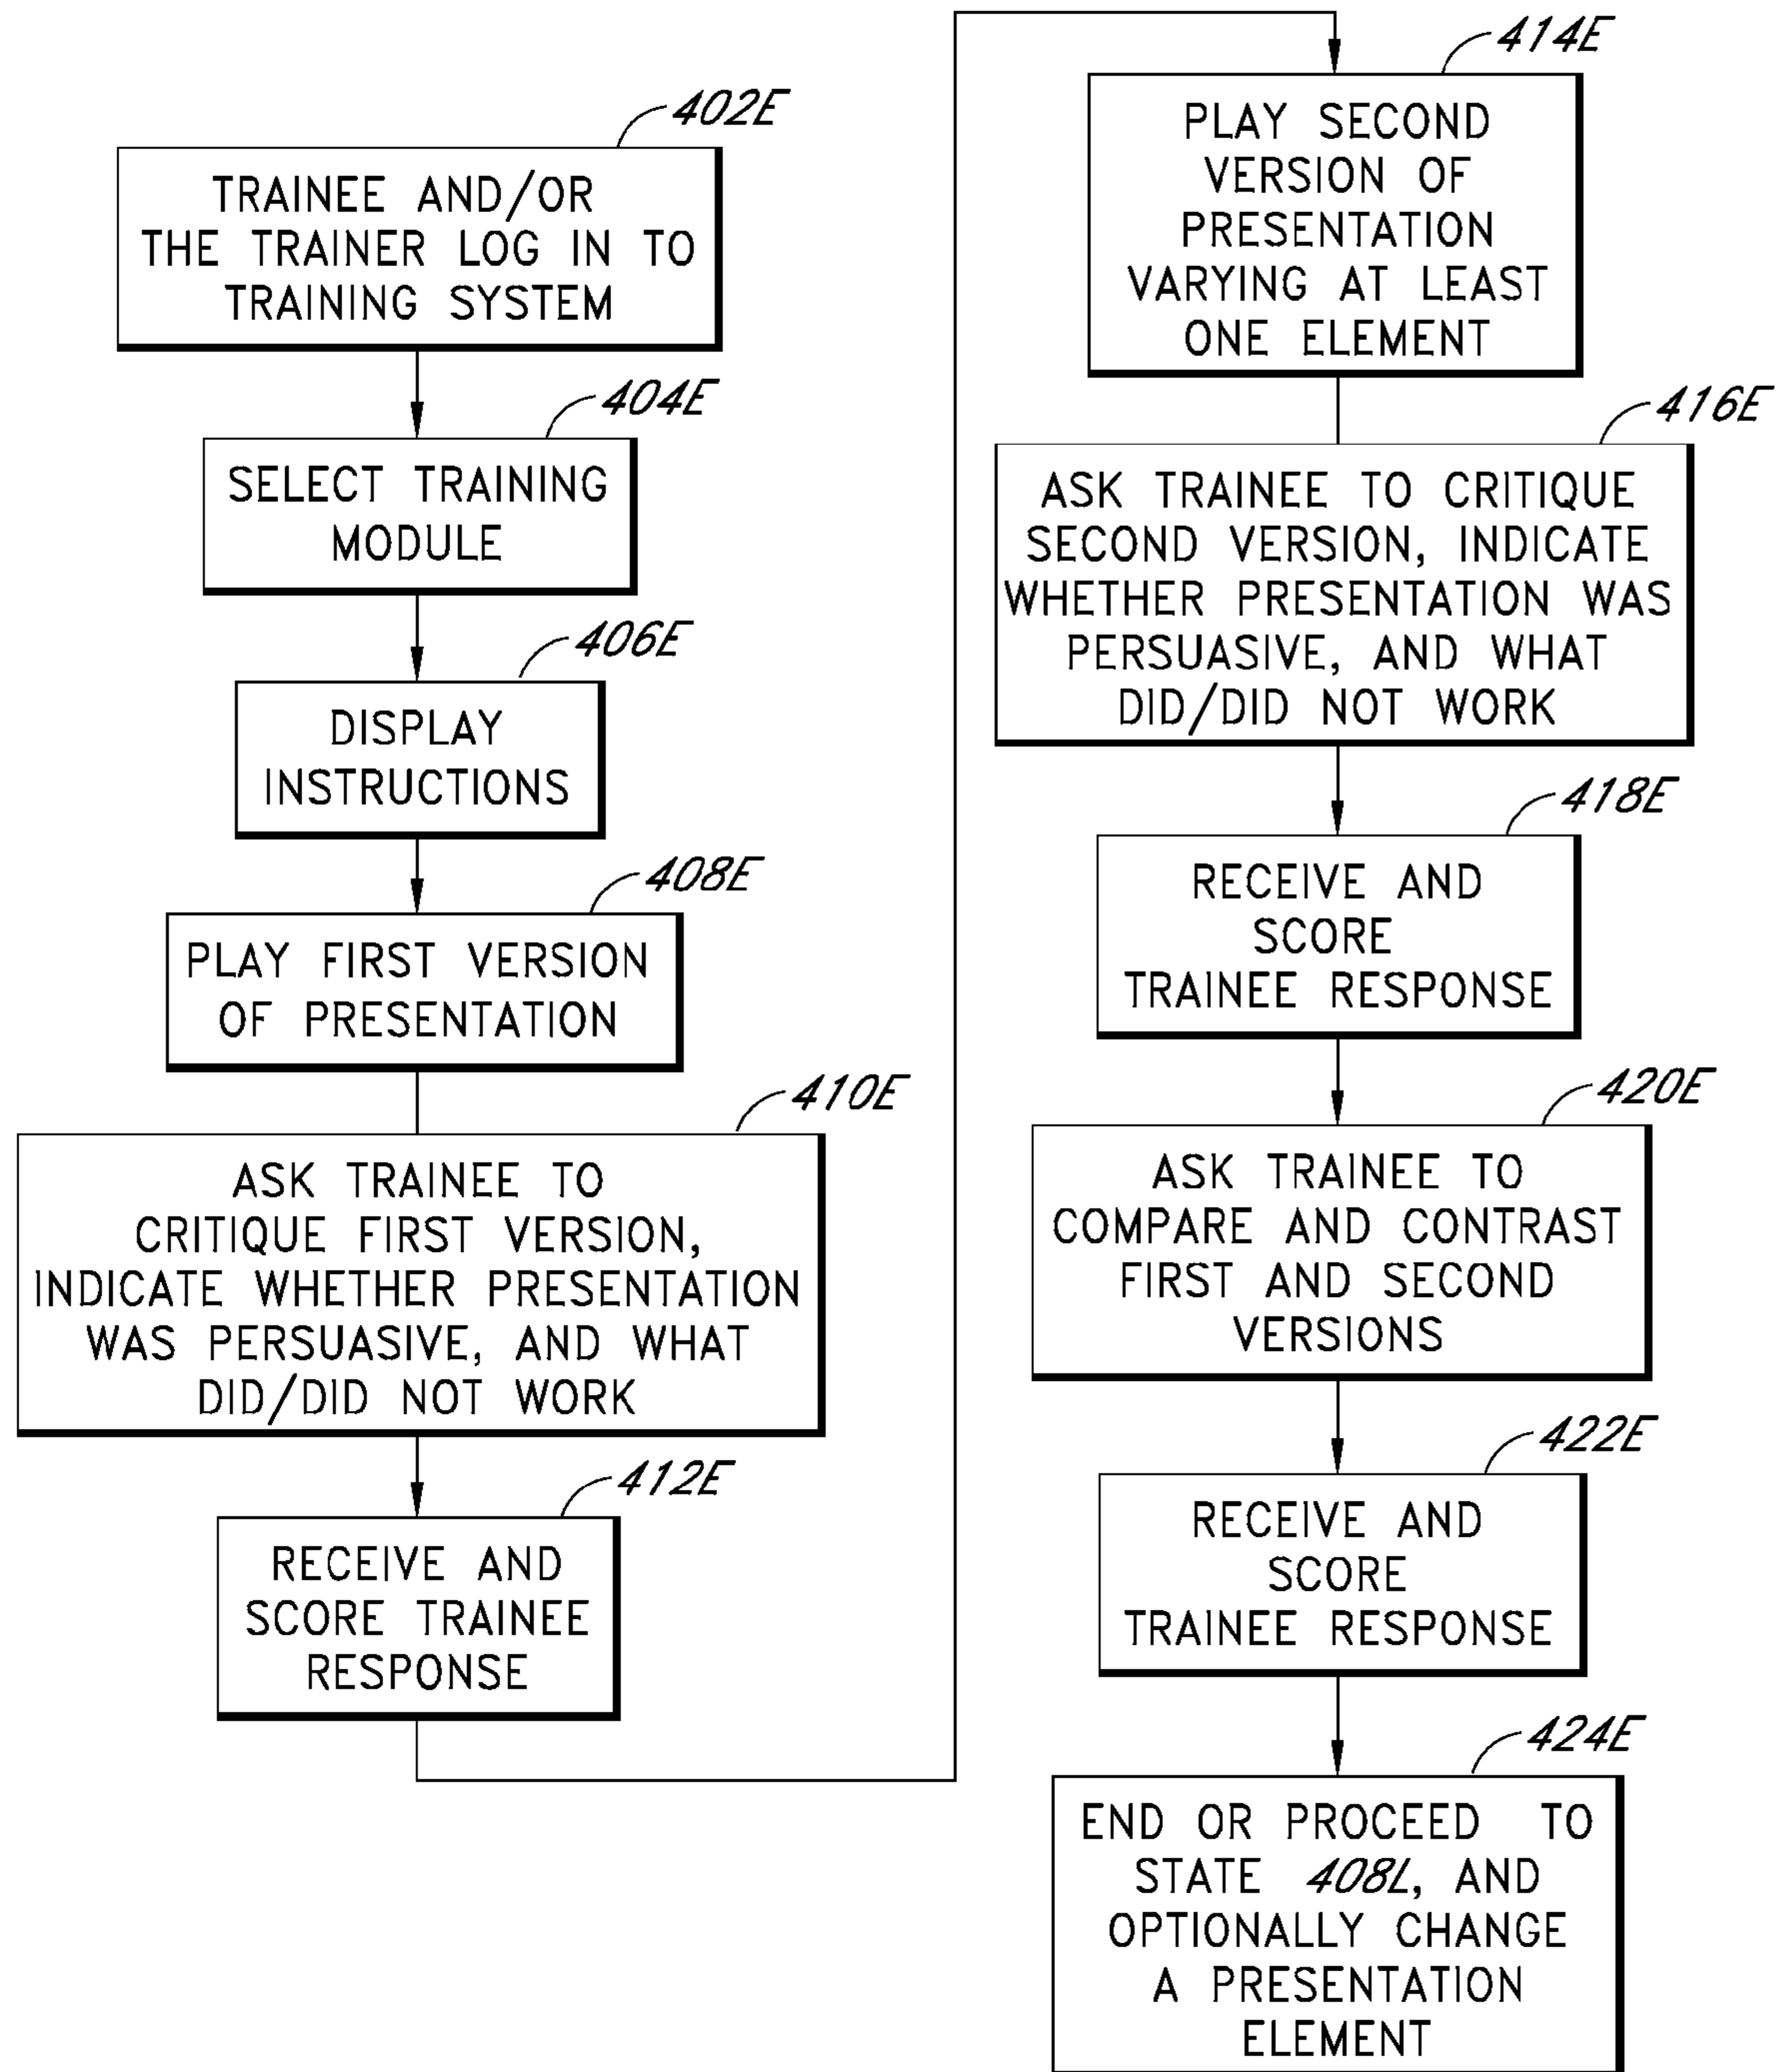 402E
TRAINEE AND/OR
THE TRAINER LOG IN TO
TRAINING SYSTEM
404E
SELECT TRAINING
MODULE
406E
DISPLAY
INSTRUCTIONS
408E
PLAY FIRST VERSION
OF PRESENTATION
410E
ASK TRAINEE TO
CRITIQUE FIRST VERSION,
INDICATE WHETHER PRESENTATION
WAS PERSUASIVE, AND WHAT
DID/DID NOT WORK
412E
RECEIVE AND
SCORE TRAINEE
RESPONSE
414E
PLAY SECOND
VERSION OF
PRESENTATION
VARYING AT LEAST
ONE ELEMENT
416E
ASK TRAINEE TO CRITIQUE
SECOND VERSION, INDICATE
WHETHER PRESENTATION WAS
PERSUASIVE, AND WHAT
DID/DID NOT WORK
418E
RECEIVE AND
SCORE
TRAINEE RESPONSE
420E
ASK TRAINEE TO
COMPARE AND CONTRAST
FIRST AND SECOND
VERSIONS
422E
RECEIVE AND
SCORE
TRAINEE RESPONSE
424E
END OR PROCEED TO
STATE 408L, AND
OPTIONALLY CHANGE
A PRESENTATION
ELEMENT